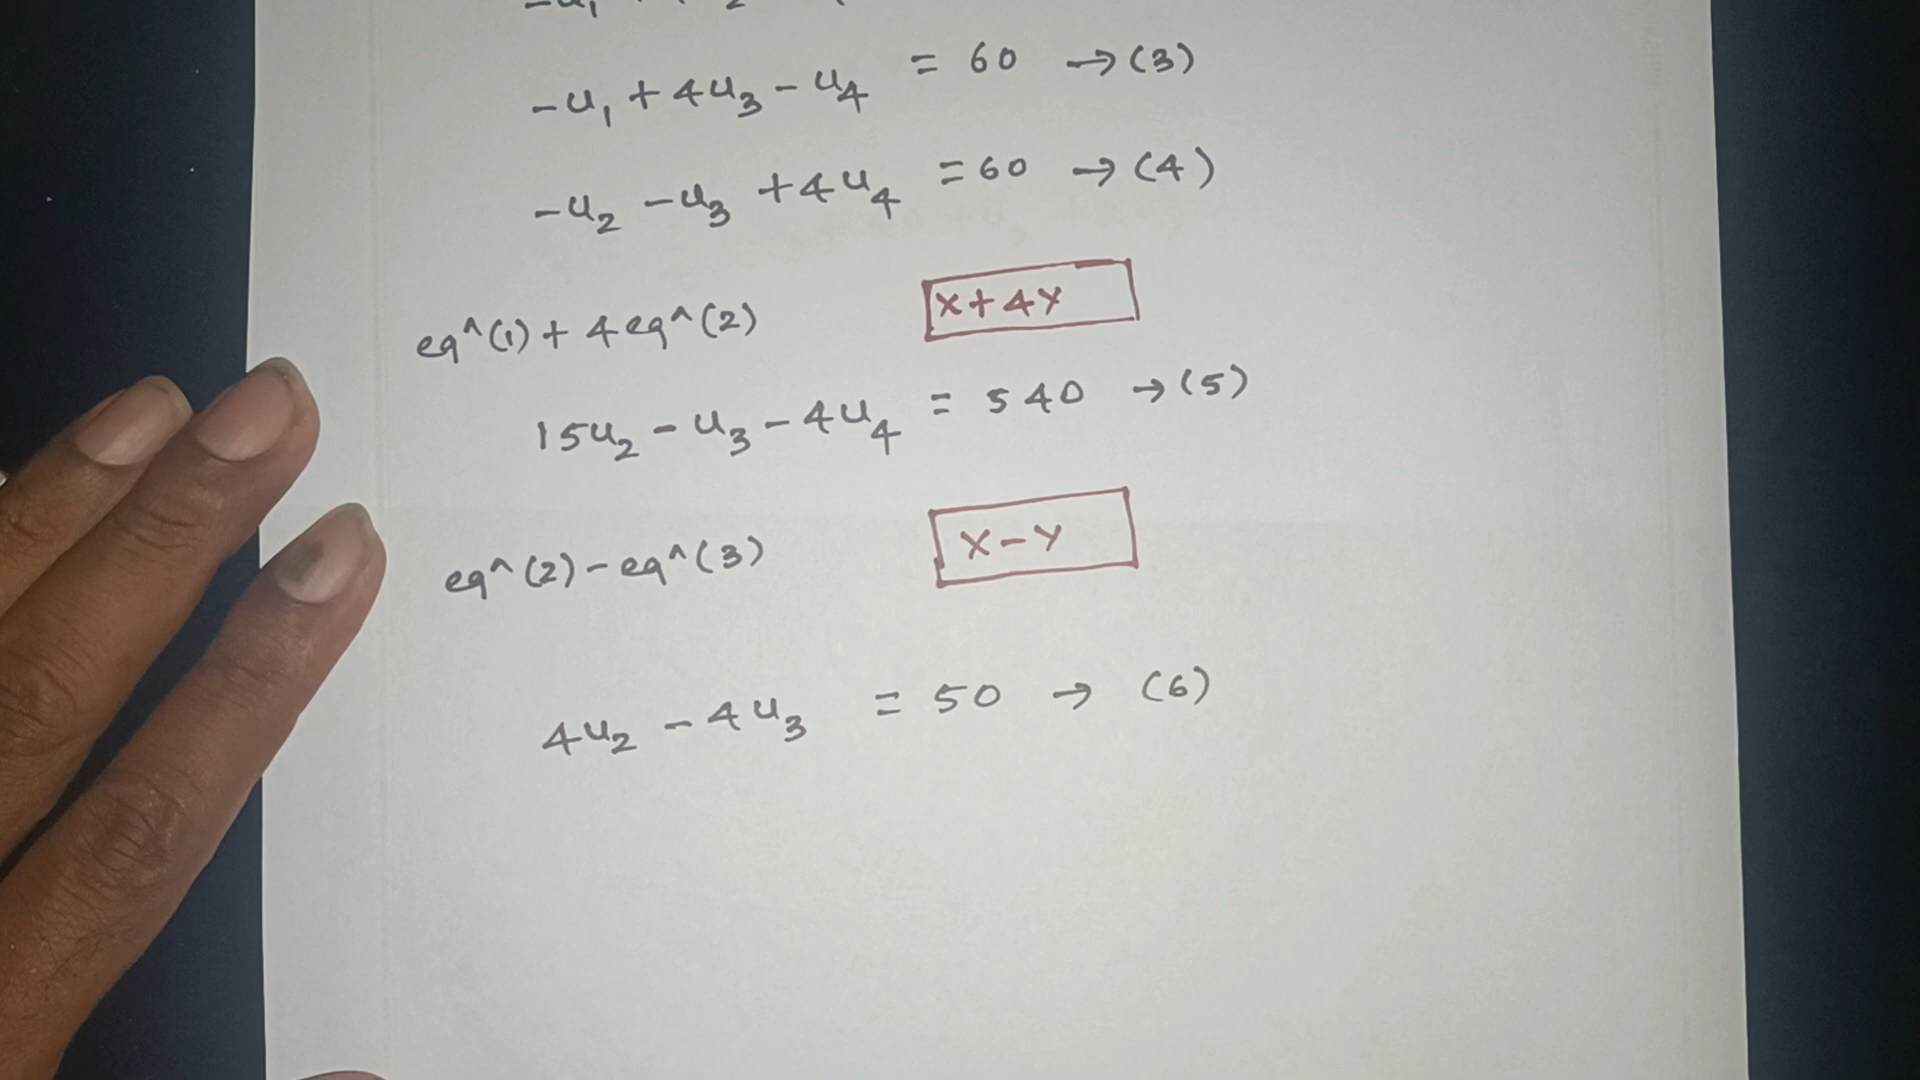 -u₁ + 4u₃ - u₄ = 60 → (3)
-u₂ - u₃ + 4u₄ = 60 → (4)
eq^(1) + 4eq^(2) X+4Y
15u₂ - u₃ - 4u₄ = 540 → (5)
eq^(2) - eq^(3) X-Y
4u₂ - 4u₃ = 50 → (6)